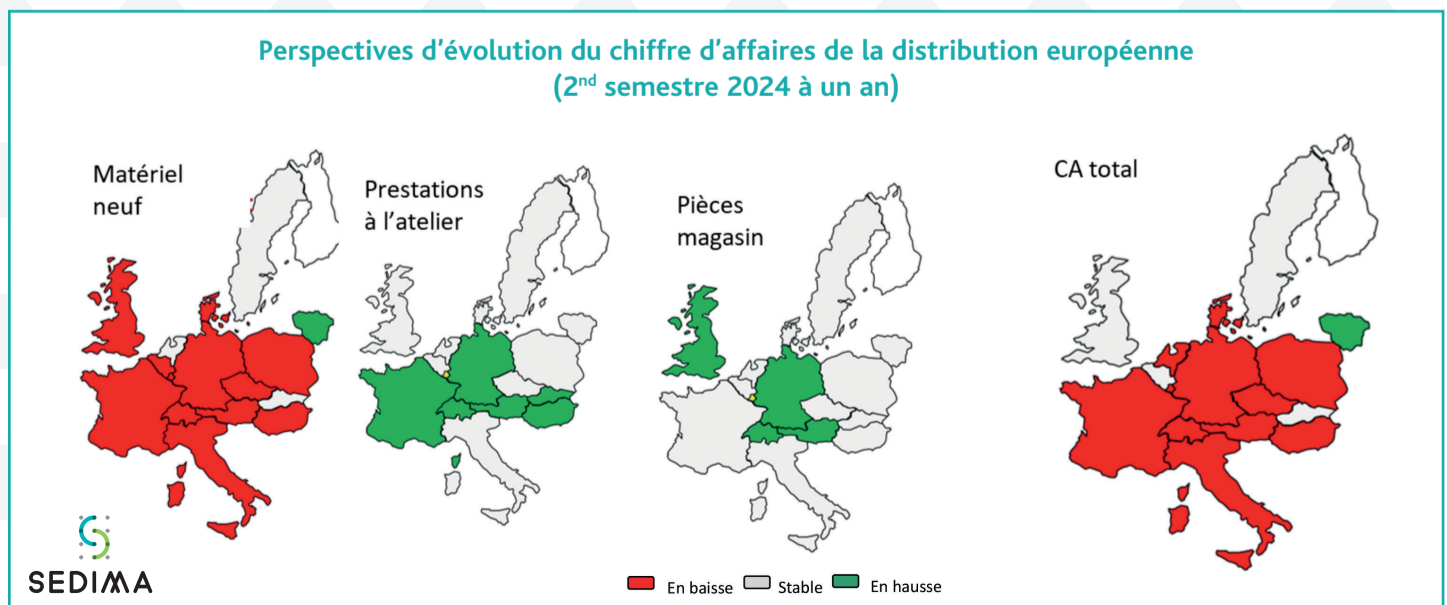 Perspectives d’évolution du chiffre d’affaires de la distribution européenne
(2nd semestre 2024 à un an)
Matériel
neuf
Prestations
à l’atelier
Pièces
magasin
CA total
SEDIMA
En baisse
Stable
En hausse